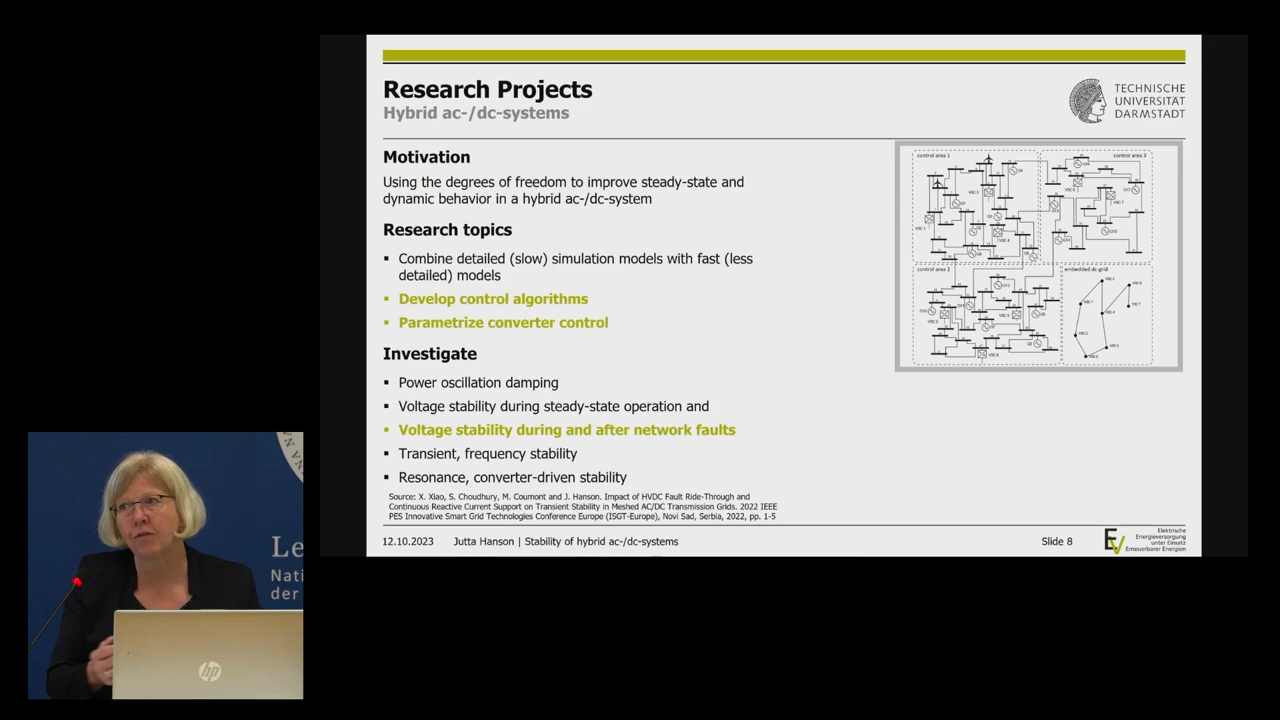 Research Projects
Hybrid ac-/dc-systems
TECHNISCHE
UNIVERSITÄT
DARMSTADT
Motivation
Using the degrees of freedom to improve steady-state and
dynamic behavior in a hybrid ac-/dc-system
Research topics
▪ Combine detailed (slow) simulation models with fast (less
detailed) models
▪ Develop control algorithms
▪ Parametrize converter control
Investigate
▪ Power oscillation damping
▪ Voltage stability during steady-state operation and
▪ Voltage stability during and after network faults
▪ Transient, frequency stability
▪ Resonance, converter-driven stability
Source: X. Xiao, S. Choudhury, M. Coumont and J. Hanson. Impact of HVDC Fault Ride-Through and
Continuous Reactive Current Support on Transient Stability in Meshed AC/DC Transmission Grids. 2022 IEEE
PES Innovative Smart Grid Technologies Conference Europe (ISGT-Europe), Novi Sad, Serbia, 2022, pp. 1-5
control area 1
control area 3
control area 2
embedded dc-grid
12.10.2023 Jutta Hanson | Stability of hybrid ac-/dc-systems Slide 8
Elektrische
Energieversorgung
unter Einsatz
Erneuerbarer Energien
Le
Nati
der
hp